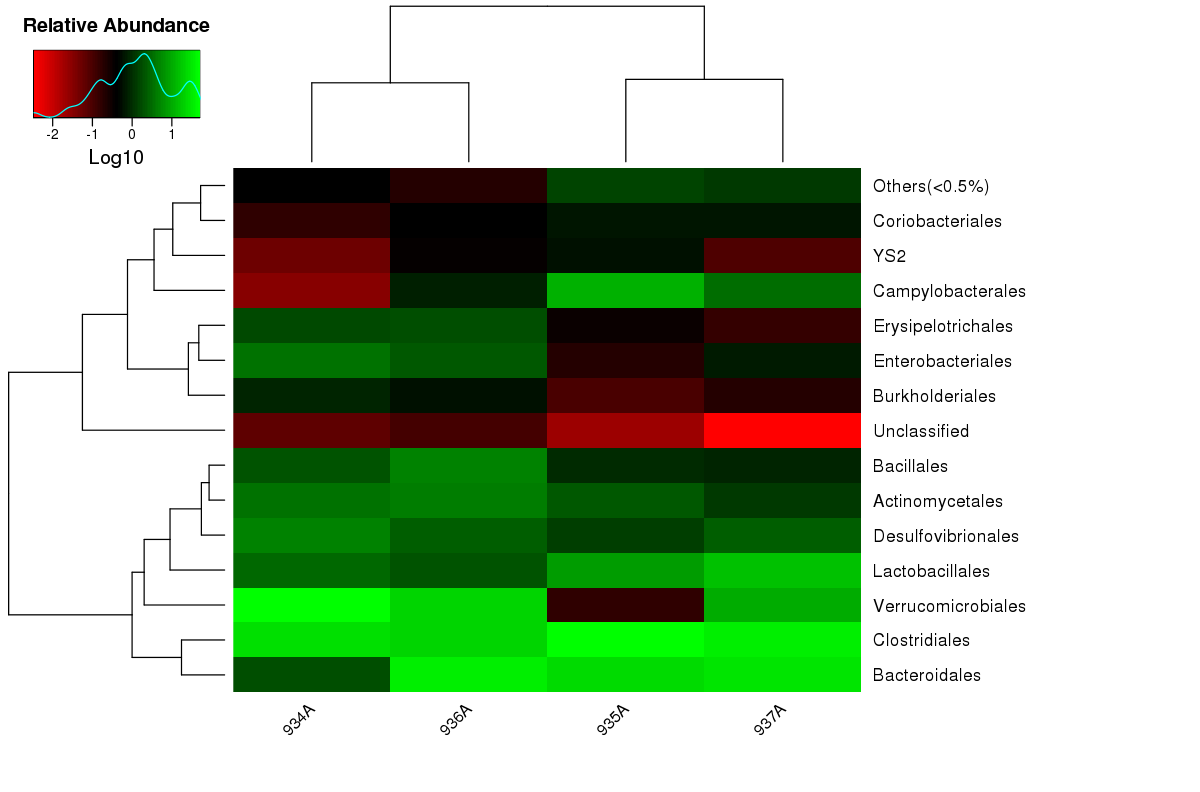 Relative Abundance
-2 -1 0 1
Log10
Others(<0.5%)
Coriobacteriales
YS2
Campylobacterales
Erysipelotrichales
Enterobacteriales
Burkholderiales
Unclassified
Bacillales
Actinomycetales
Desulfovibrionales
Lactobacillales
Verrucomicrobiales
Clostridiales
Bacteroidales
934A 936A 935A 937A